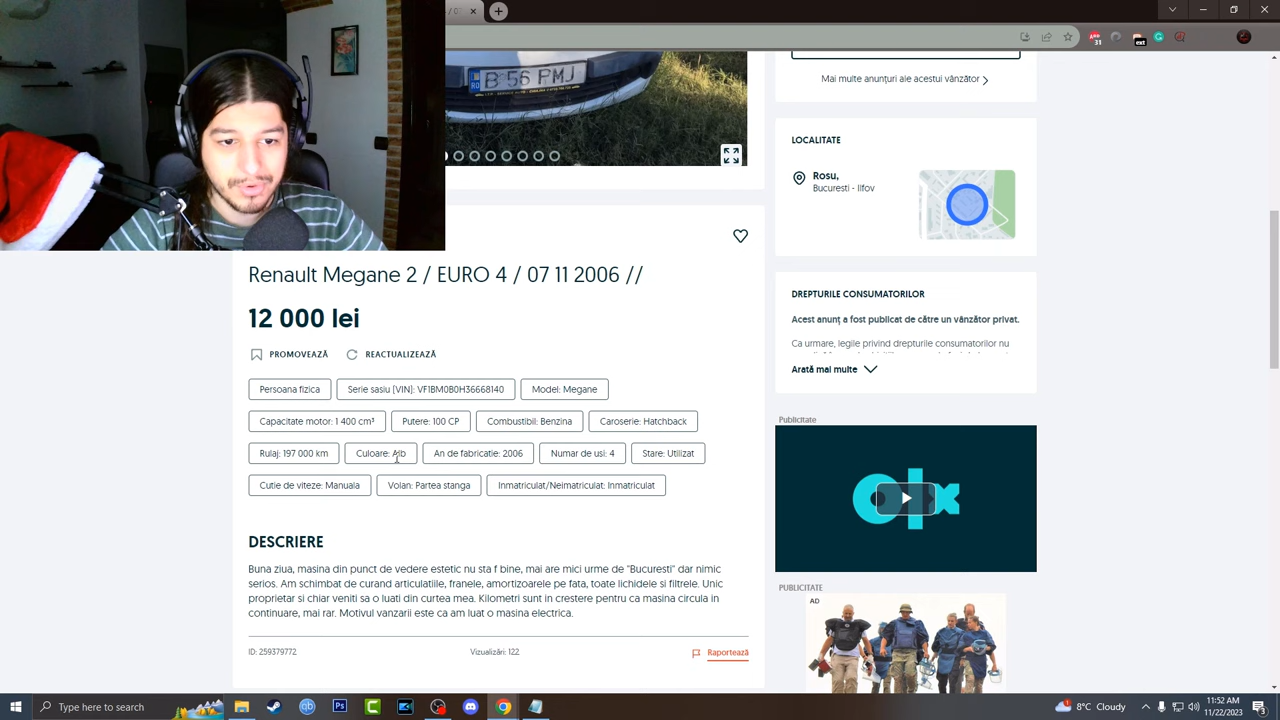 B 56 PMJ
RO
Mai multe anunțuri ale acestui vânzător
LOCALITATE
Rosu,
Bucuresti - Ilfov
Renault Megane 2 / EURO 4 / 07 11 2006 //
12 000 lei
PROMOVEAZĂ
REACTUALIZEAZĂ
Persoana fizica
Serie sasiu (VIN): VF1BM0B0H36668140
Model: Megane
Capacitate motor: 1 400 cm³
Putere: 100 CP
Combustibil: Benzina
Caroserie: Hatchback
Rulaj: 197 000 km
Culoare: Alb
An de fabricatie: 2006
Numar de usi: 4
Stare: Utilizat
Cutie de viteze: Manuala
Volan: Partea stanga
Inmatriculat/Neimatriculat: Inmatriculat
DESCRIERE
Buna ziua, masina din punct de vedere estetic nu sta f bine, mai are mici urme de "Bucuresti" dar nimic
serios. Am schimbat de curand articulatiile, franele, amortizoarele pe fata, toate lichidele si filtrele. Unic
proprietar si chiar veniti sa o luati din curtea mea. Kilometri sunt in crestere pentru ca masina circula in
continuare, mai rar. Motivul vanzarii este ca am luat o masina electrica.
ID: 259379772
Vizualizări: 122
Raportează
DREPTURILE CONSUMATORILOR
Acest anunț a fost publicat de către un vânzător privat.
Ca urmare, legile privind drepturile consumatorilor nu
Arată mai multe
Publicitate
olx
PUBLICITATE
AD
31
ext
Type here to search
8°C Cloudy
11:52 AM
11/22/2023
3